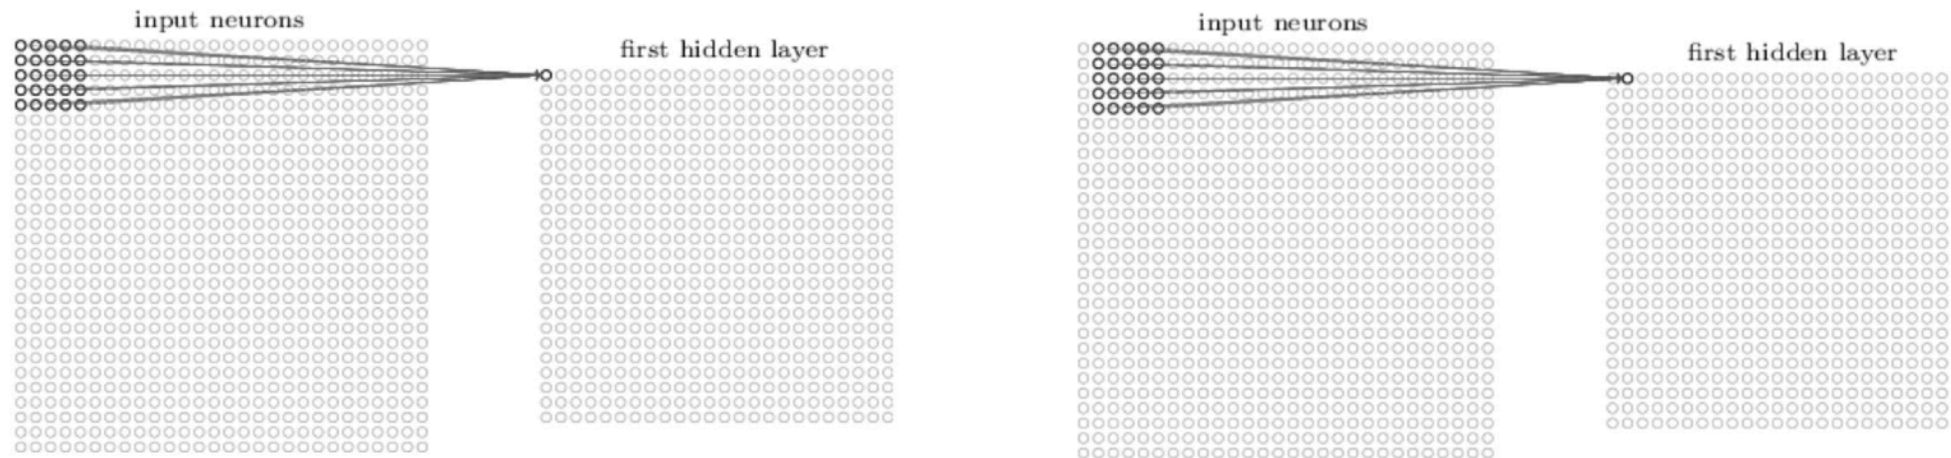 input neurons
first hidden layer
input neurons
first hidden layer